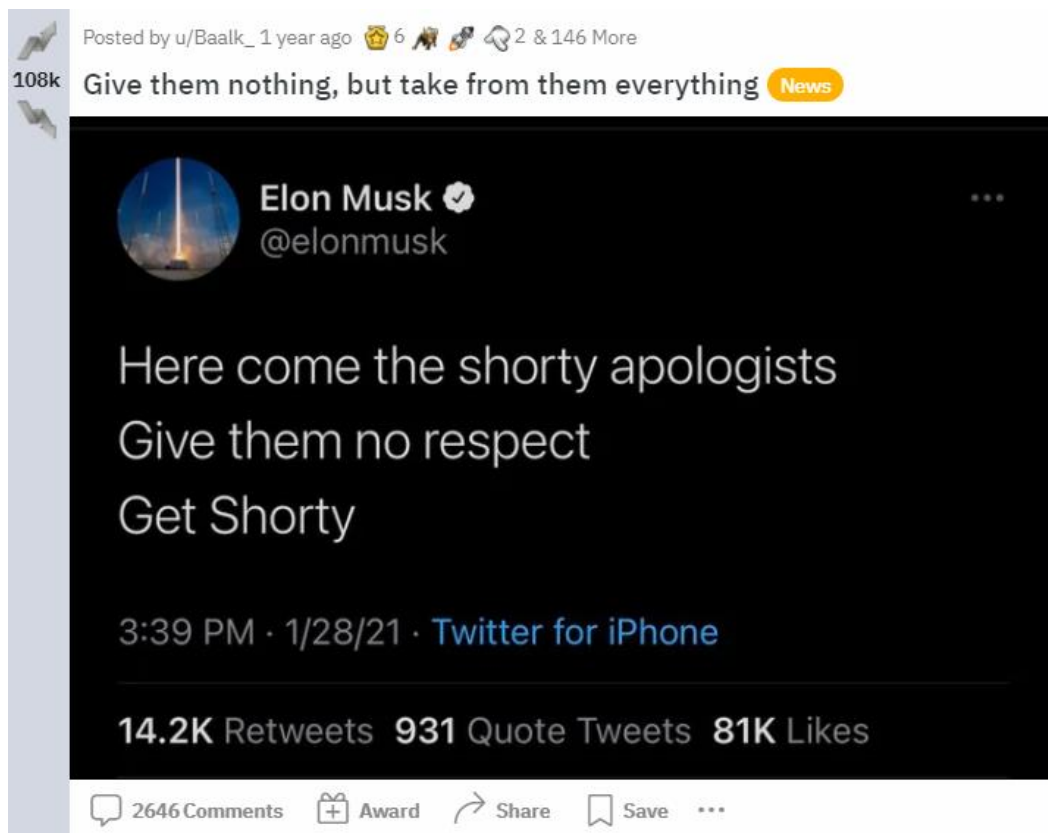 Posted by u/Baalk_ 1 year ago 6 2 & 146 More
108k
Give them nothing, but take from them everything News
Elon Musk
@elonmusk
Here come the shorty apologists
Give them no respect
Get Shorty
3:39 PM · 1/28/21 · Twitter for iPhone
14.2K Retweets 931 Quote Tweets 81K Likes
2646 Comments Award Share Save